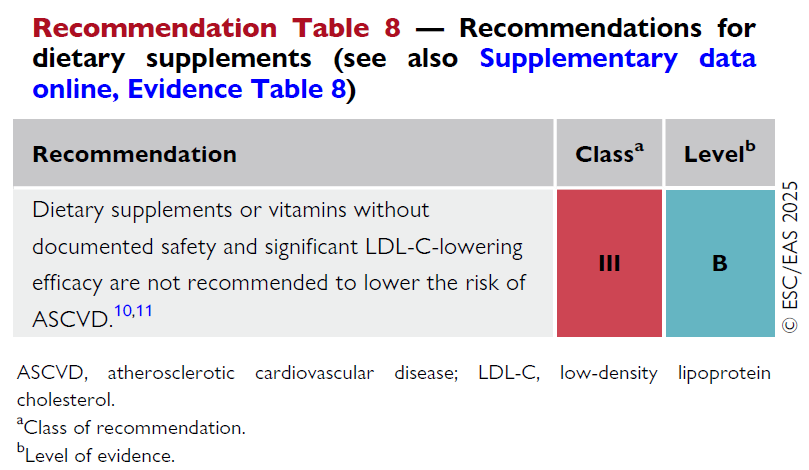 Recommendation Table 8 — Recommendations for
dietary supplements (see also Supplementary data
online, Evidence Table 8)
Recommendation Classᵃ Levelᵇ
Dietary supplements or vitamins without
documented safety and significant LDL-C-lowering
efficacy are not recommended to lower the risk of
ASCVD.¹⁰,¹¹
III B
© ESC/EAS 2025
ASCVD, atherosclerotic cardiovascular disease; LDL-C, low-density lipoprotein
cholesterol.
ᵃClass of recommendation.
ᵇLevel of evidence.